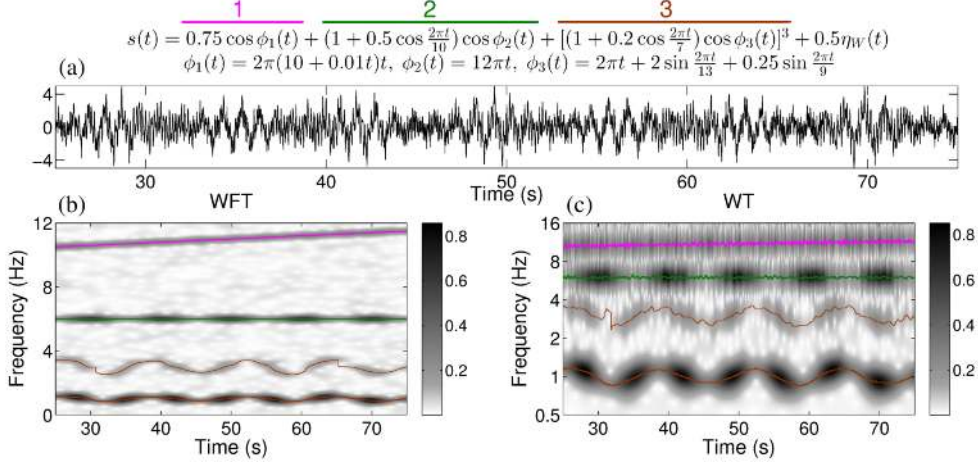 1 2 3
s(t) = 0.75 cos ϕ₁(t) + (1 + 0.5 cos 2πt/10) cos ϕ₂(t) + [(1 + 0.2 cos 2πt/7) cos ϕ₃(t)]³ + 0.5η_W(t)
ϕ₁(t) = 2π(10 + 0.01t)t, ϕ₂(t) = 12πt, ϕ₃(t) = 2πt + 2 sin 2πt/13 + 0.25 sin 2πt/9
(a)
4
0
−4
30 40 50 60 70
Time (s)
(b) WFT
12
8
4
0
Frequency (Hz)
30 40 50 60 70
Time (s)
0.8
0.6
0.4
0.2
(c) WT
16
8
4
2
1
0.5
Frequency (Hz)
30 40 50 60 70
Time (s)
0.8
0.6
0.4
0.2